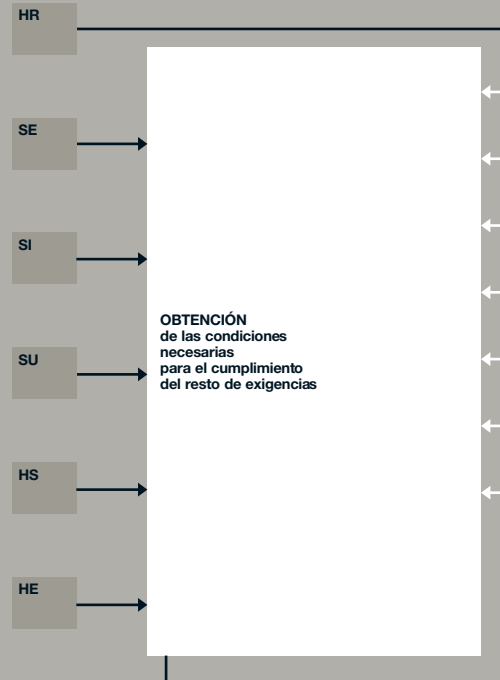 HR
SE
SI
OBTENCIÓN
de las condiciones
necesarias
para el cumplimiento
del resto de exigencias
SU
HS
HE